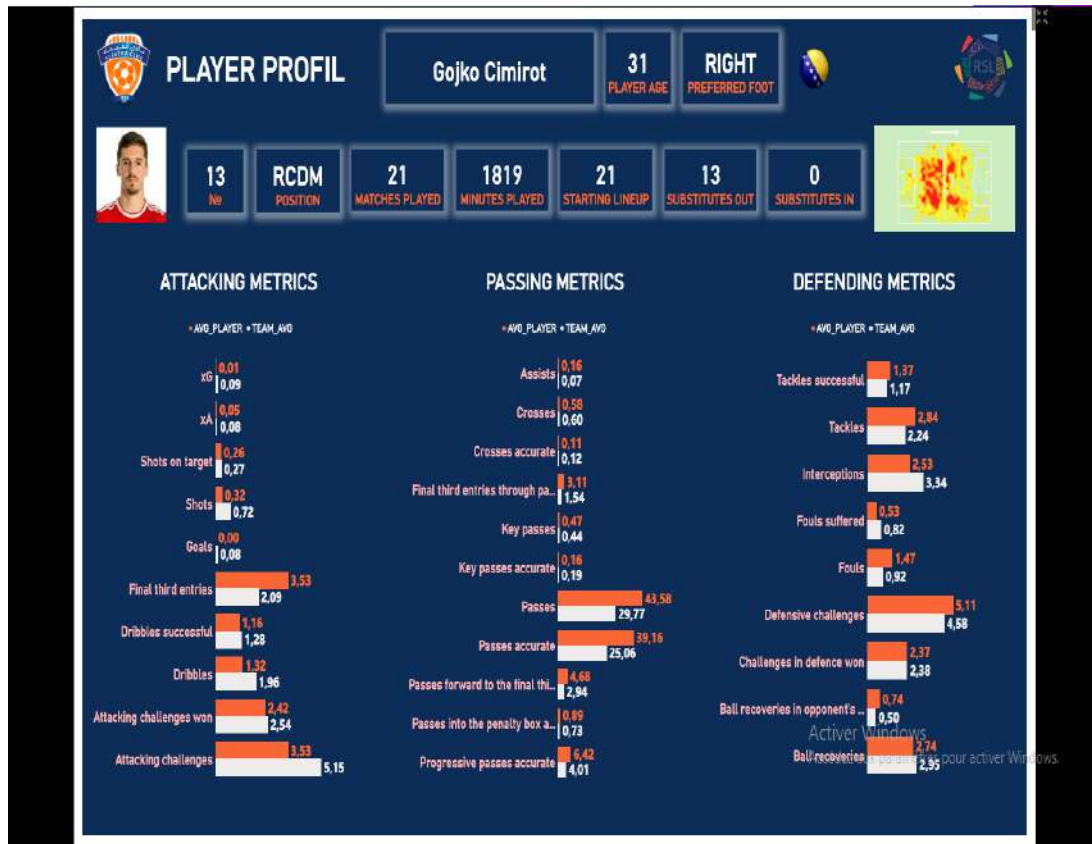 PLAYER PROFIL
Gojko Cimirot
31
PLAYER AGE
RIGHT
PREFERRED FOOT
RSL
13
№
RCDM
POSITION
21
MATCHES PLAYED
1819
MINUTES PLAYED
21
STARTING LINEUP
13
SUBSTITUTES OUT
0
SUBSTITUTES IN
ATTACKING METRICS
• AVG_PLAYER • TEAM_AVG
xG 0,01
0,09
xA 0,05
0,08
Shots on target 0,26
0,27
Shots 0,32
0,72
Goals 0,00
0,08
Final third entries 3,53
2,09
Dribbles successful 1,16
1,28
Dribbles 1,32
1,96
Attacking challenges won 2,42
2,54
Attacking challenges 3,53
5,15
PASSING METRICS
• AVG_PLAYER • TEAM_AVG
Assists 0,16
0,07
Crosses 0,58
0,60
Crosses accurate 0,11
0,12
Final third entries through pa... 3,11
1,54
Key passes 0,47
0,44
Key passes accurate 0,16
0,19
Passes 43,58
29,77
Passes accurate 39,16
25,06
Passes forward to the final thi... 4,68
2,94
Passes into the penalty box a... 0,89
0,73
Progressive passes accurate 6,42
4,01
DEFENDING METRICS
• AVG_PLAYER • TEAM_AVG
Tackles successful 1,37
1,17
Tackles 2,84
2,24
Interceptions 2,53
3,34
Fouls suffered 0,53
0,82
Fouls 1,47
0,92
Defensive challenges 5,11
4,58
Challenges in defence won 2,37
2,38
Ball recoveries in opponent's ... 0,74
0,50
Ball recoveries 2,74
2,95
Activer Windows
pour activer Windows.